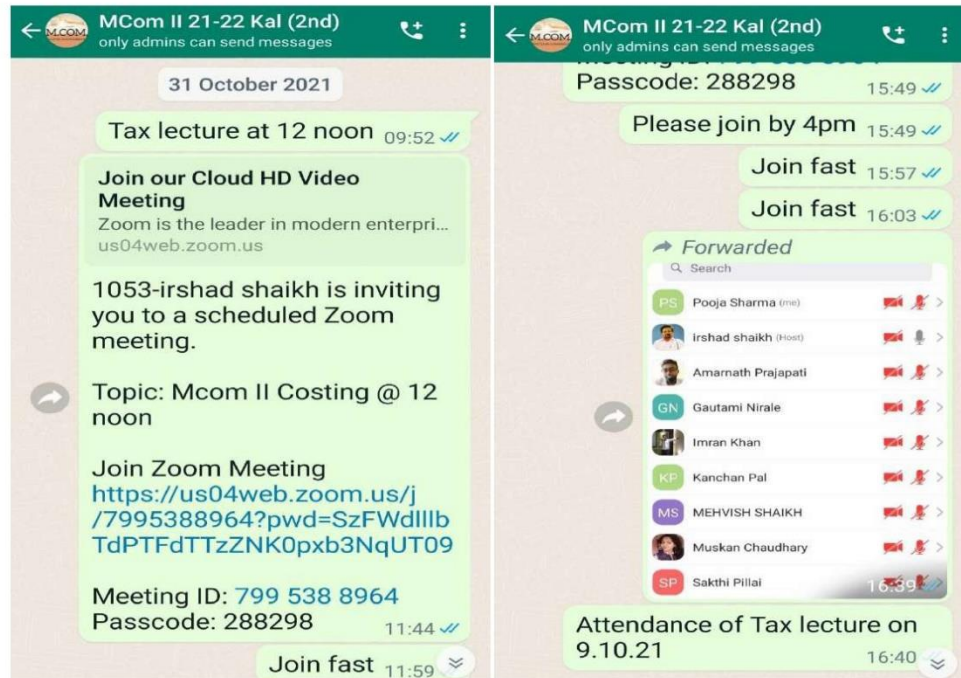 MCom II 21-22 Kal (2nd)
only admins can send messages
31 October 2021
Tax lecture at 12 noon 09:52
Join our Cloud HD Video
Meeting
Zoom is the leader in modern enterpri...
us04web.zoom.us
1053-irshad shaikh is inviting
you to a scheduled Zoom
meeting.
Topic: Mcom II Costing @ 12
noon
Join Zoom Meeting
https://us04web.zoom.us/j
/7995388964?pwd=SzFWdlllb
TdPTFdTTzZNK0pxb3NqUT09
Meeting ID: 799 538 8964
Passcode: 288298 11:44
Join fast 11:59
M.COM
MCom II 21-22 Kal (2nd)
only admins can send messages
Passcode: 288298 15:49
Please join by 4pm 15:49
Join fast 15:57
Join fast 16:03
Forwarded
Search
PS Pooja Sharma (me)
irshad shaikh (Host)
Amarnath Prajapati
GN Gautami Nirale
Imran Khan
KP Kanchan Pal
MS MEHVISH SHAIKH
Muskan Chaudhary
SP Sakthi Pillai 16:39
Attendance of Tax lecture on
9.10.21 16:40